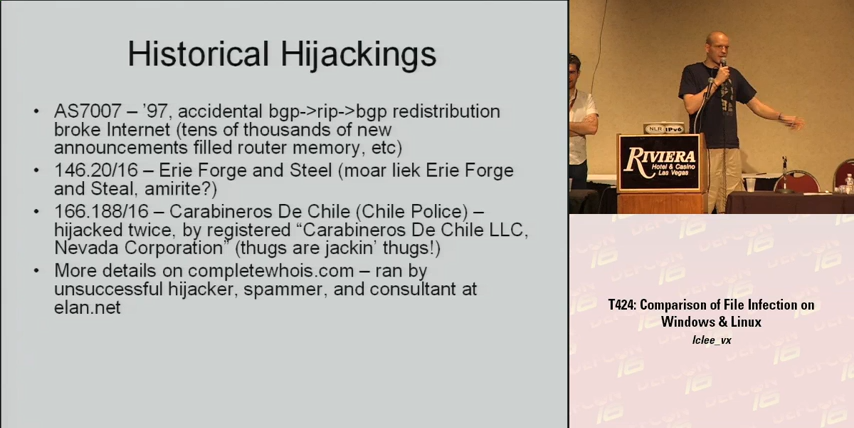 Historical Hijackings
• AS7007 – '97, accidental bgp->rip->bgp redistribution
broke Internet (tens of thousands of new
announcements filled router memory, etc)
• 146.20/16 – Erie Forge and Steel (moar liek Erie Forge
and Steal, amirite?)
• 166.188/16 – Carabineros De Chile (Chile Police) –
hijacked twice, by registered “Carabineros De Chile LLC,
Nevada Corporation” (thugs are jackin’ thugs!)
• More details on completewhois.com – ran by
unsuccessful hijacker, spammer, and consultant at
elan.net
NLR IPv6
RIVIERA
Hotel & Casino
Las Vegas
T424: Comparison of File Infection on
Windows & Linux
lclee_vx
DEFCON
16